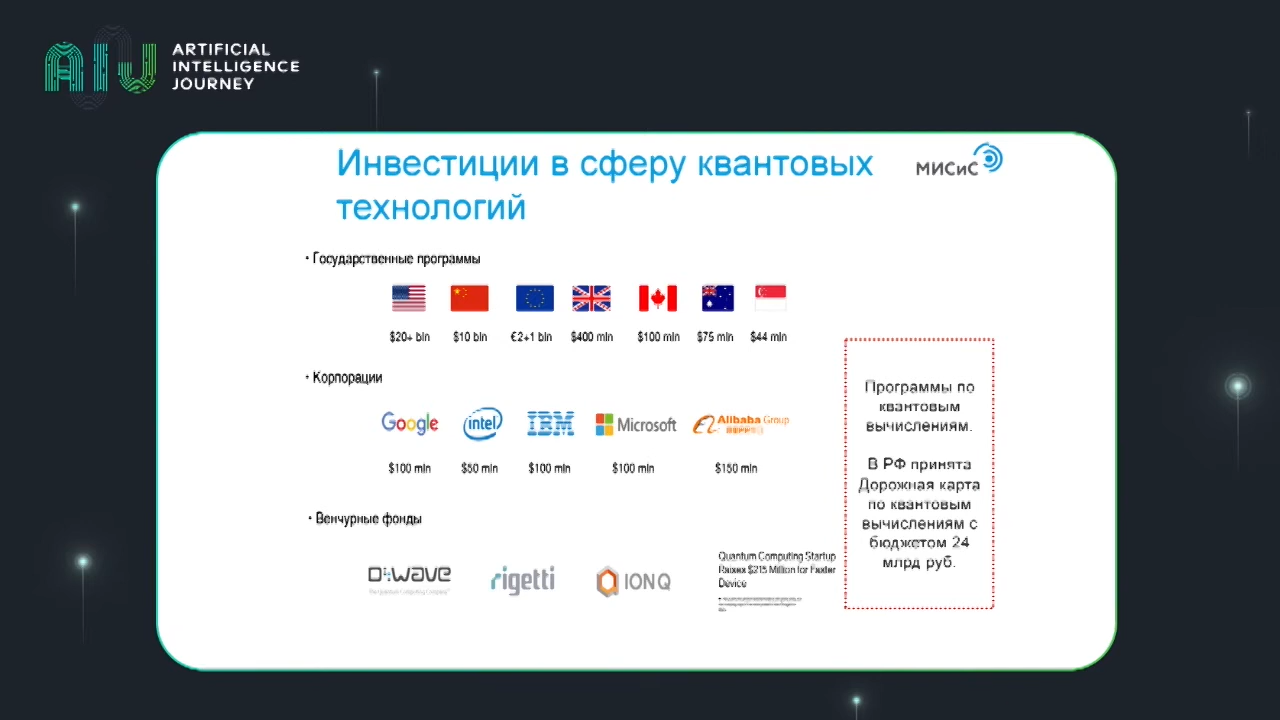 ARTIFICIAL
INTELLIGENCE
JOURNEY
Инвестиции в сферу квантовых
технологий
МИСиС
• Государственные программы
$20+ bln $10 bln €2+1 bln $400 mln $100 mln $75 mln $44 mln
• Корпорации
Google intel IBM Microsoft Alibaba Group
$100 mln $50 mln $100 mln $100 mln $150 mln
• Венчурные фонды
D:wave rigetti IONQ
Quantum Computing Startup
Raises $215 Million for Faster
Device
Программы по
квантовым
вычислениям.
В РФ принята
Дорожная карта
по квантовым
вычислениям с
бюджетом 24
млрд руб.